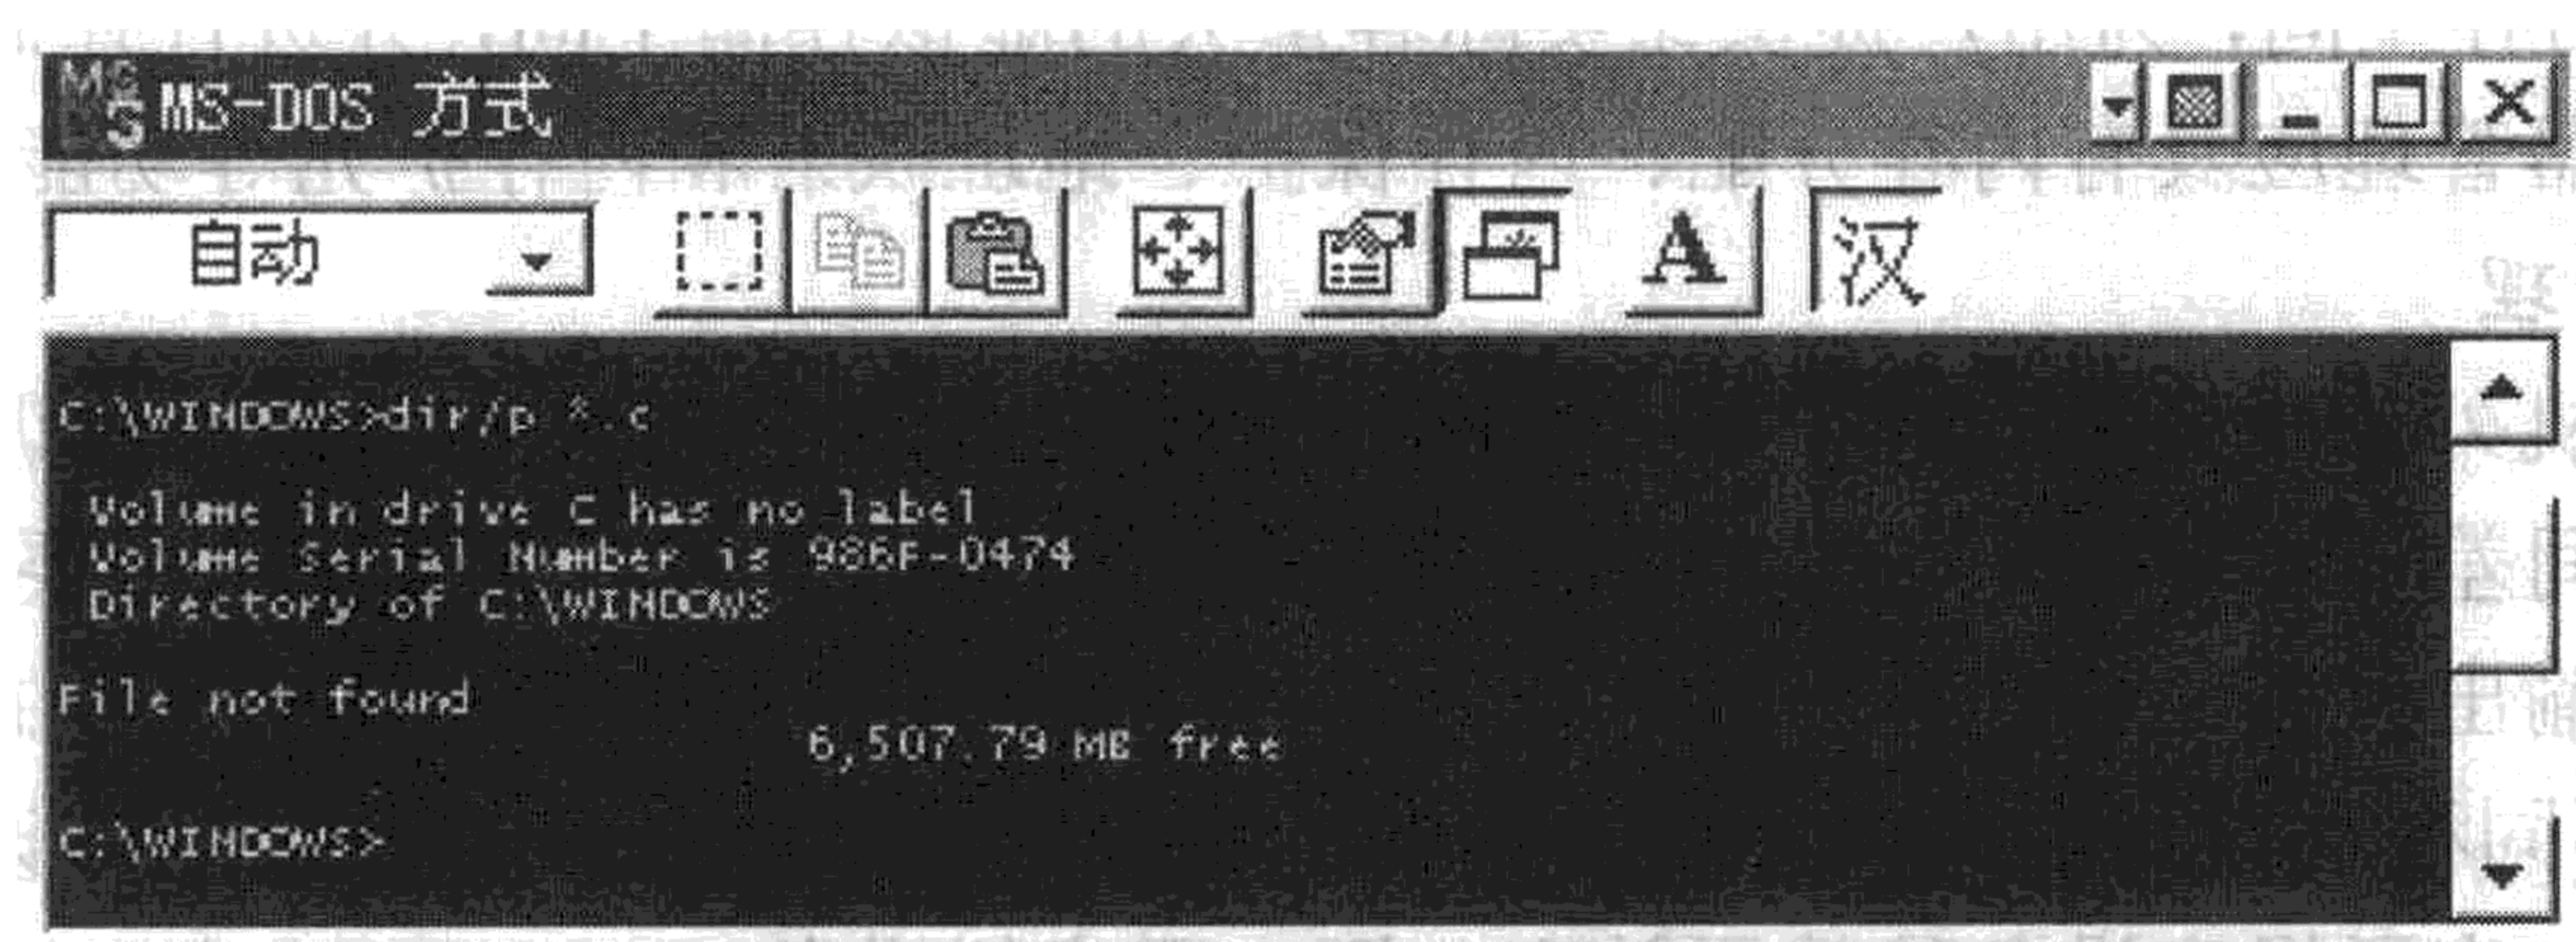 MS-DOS 方式
自动 A 汉
C:\WINDOWS>dir/p *.c
Volume in drive C has no label
Volume Serial Number is 986F-0474
Directory of C:\WINDOWS
File not found
6,507.79 MB free
C:\WINDOWS>